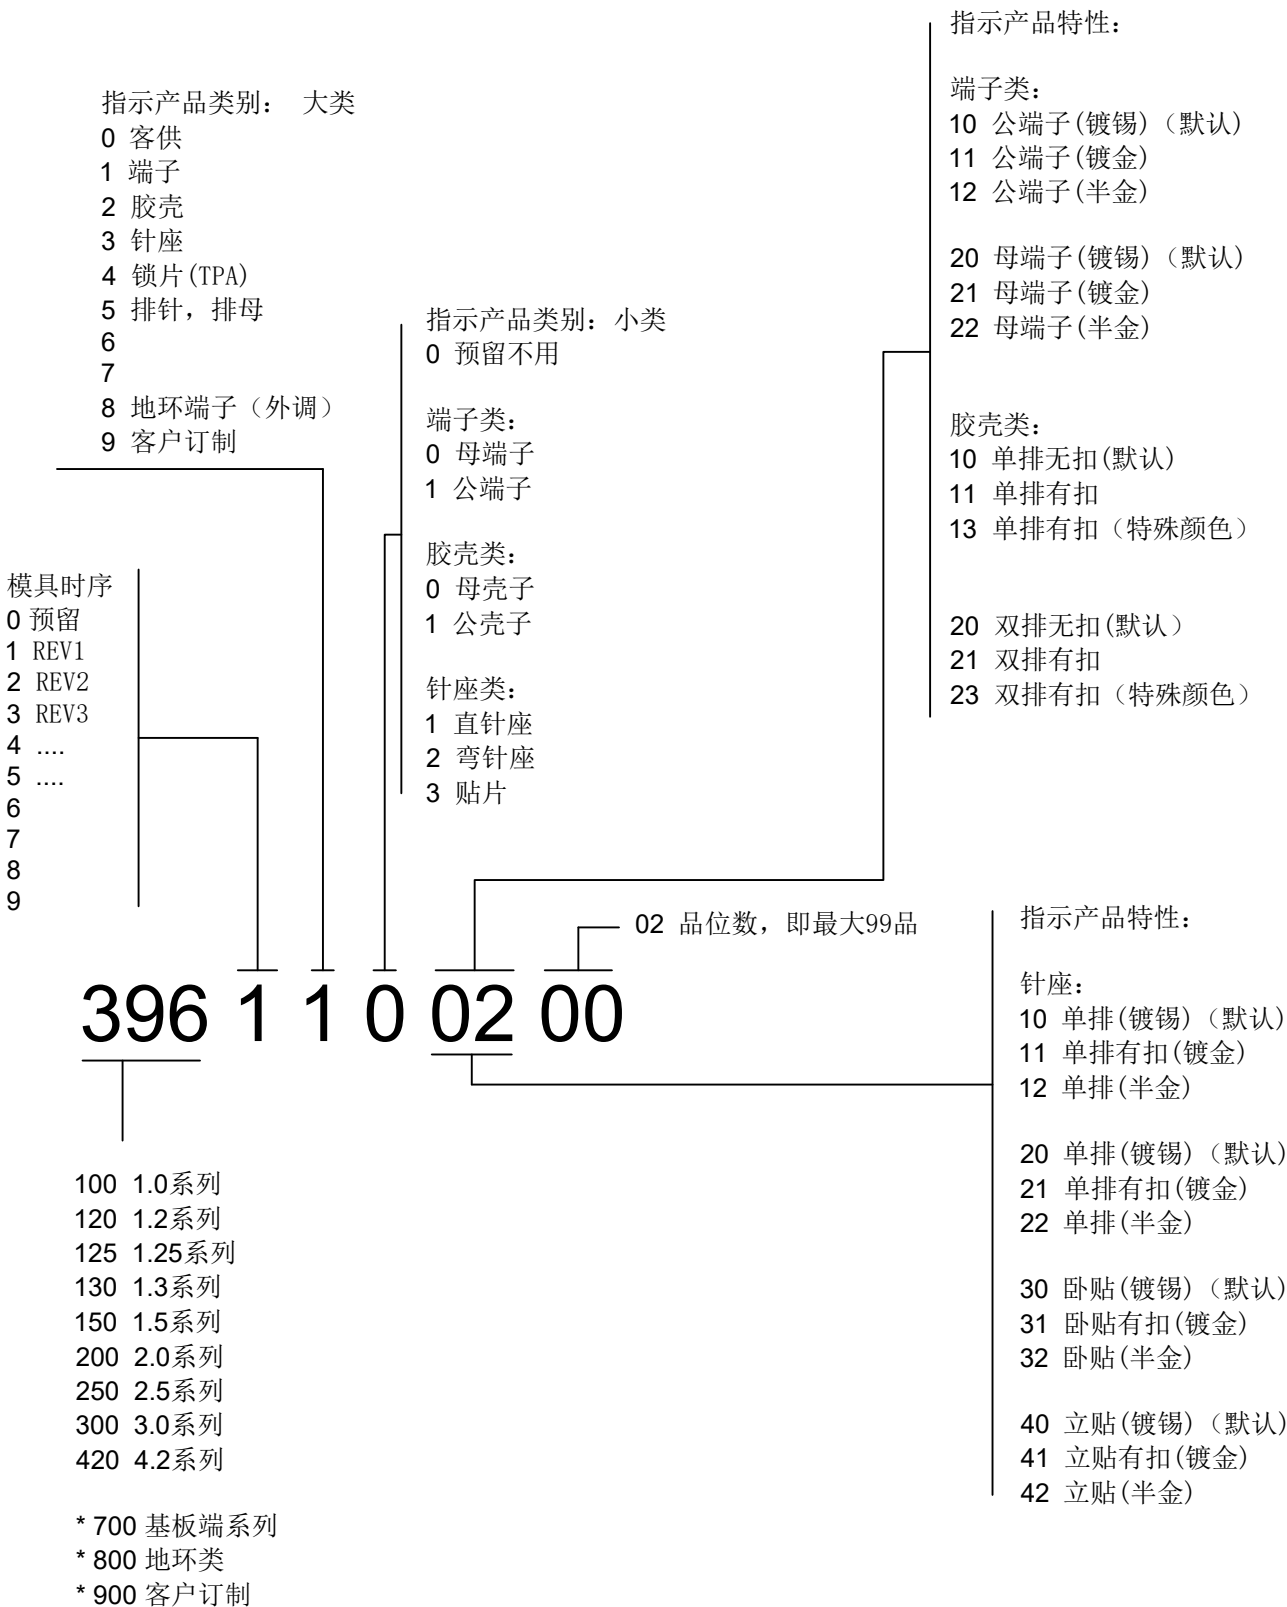 指示产品类别： 大类
0 客供
1 端子
2 胶壳
3 针座
4 锁片(TPA)
5 排针，排母
6
7
8 地环端子（外调）
9 客户订制
模具时序
0 预留
1 REV1
2 REV2
3 REV3
4 ....
5 ....
6
7
8
9
指示产品类别：小类
0 预留不用
端子类：
0 母端子
1 公端子
胶壳类：
0 母壳子
1 公壳子
针座类：
1 直针座
2 弯针座
3 贴片
指示产品特性：
端子类：
10 公端子(镀锡)（默认)
11 公端子(镀金)
12 公端子(半金)
20 母端子(镀锡)（默认)
21 母端子(镀金)
22 母端子(半金)
胶壳类：
10 单排无扣(默认)
11 单排有扣
13 单排有扣（特殊颜色）
20 双排无扣(默认）
21 双排有扣
23 双排有扣（特殊颜色）
02 品位数，即最大99品
396 1 1 0 02 00
100 1.0系列
120 1.2系列
125 1.25系列
130 1.3系列
150 1.5系列
200 2.0系列
250 2.5系列
300 3.0系列
420 4.2系列
* 700 基板端系列
* 800 地环类
* 900 客户订制
指示产品特性：
针座：
10 单排(镀锡)（默认)
11 单排有扣(镀金)
12 单排(半金)
20 单排(镀锡)（默认)
21 单排有扣(镀金)
22 单排(半金)
30 卧贴(镀锡)（默认)
31 卧贴有扣(镀金)
32 卧贴(半金)
40 立贴(镀锡)（默认)
41 立贴有扣(镀金)
42 立贴(半金)